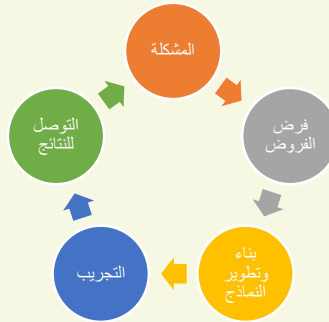 المشكلة
فرض
الفروض
بناء
وتطوير
النماذج
التجريب
التوصل
للنتائج